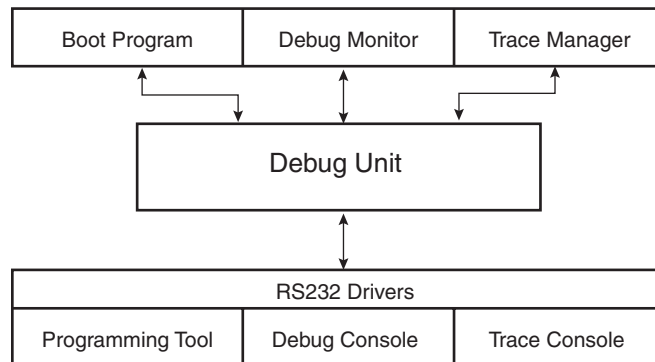 Boot Program
Debug Monitor
Trace Manager
Debug Unit
RS232 Drivers
Programming Tool
Debug Console
Trace Console